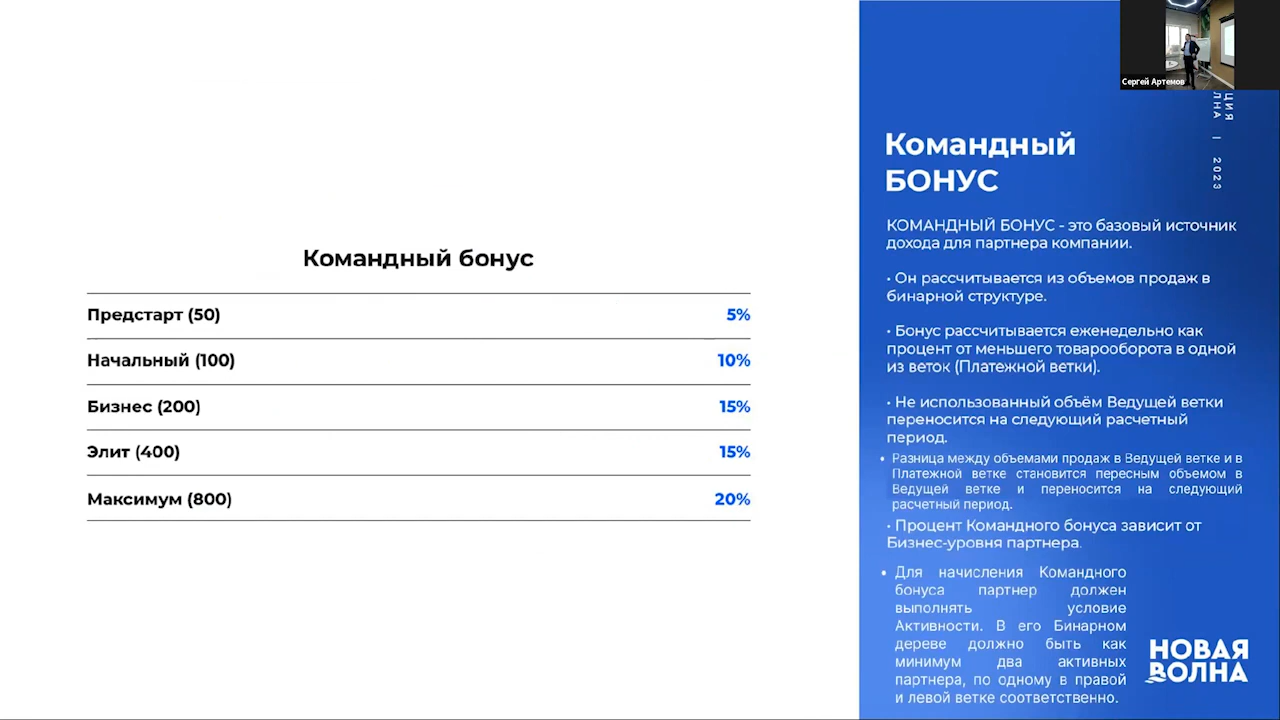 Командный бонус
Предстарт (50) 5%
Начальный (100) 10%
Бизнес (200) 15%
Элит (400) 15%
Максимум (800) 20%
Сергей Артемов
ЦИЯ
ЛНА | 2023
Командный
БОНУС
КОМАНДНЫЙ БОНУС - это базовый источник
дохода для партнера компании.
• Он рассчитывается из объемов продаж в
бинарной структуре.
• Бонус рассчитывается еженедельно как
процент от меньшего товарооборота в одной
из веток (Платежной ветки).
• Не использованный объём Ведущей ветки
переносится на следующий расчетный
период.
• Разница между объемами продаж в Ведущей ветке и в
Платежной ветке становится пересным объемом в
Ведущей ветке и переносится на следующий
расчетный период.
• Процент Командного бонуса зависит от
Бизнес-уровня партнера.
• Для начисления Командного
бонуса партнер должен
выполнять условие
Активности. В его Бинарном
дереве должно быть как
минимум два активных
партнера, по одному в правой
и левой ветке соответственно.
НОВАЯ
ВОЛНА